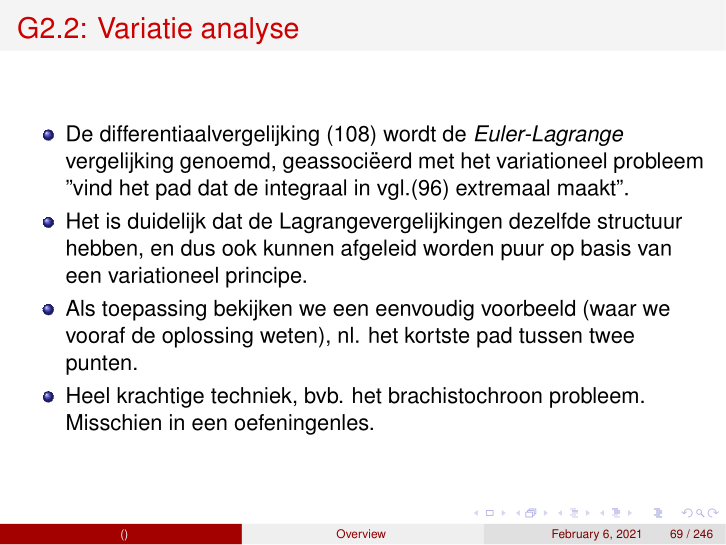 G2.2: Variatie analyse
De differentiaalvergelijking (108) wordt de Euler-Lagrange
vergelijking genoemd, geassociëerd met het variationeel probleem
”vind het pad dat de integraal in vgl.(96) extremaal maakt”.
Het is duidelijk dat de Lagrangevergelijkingen dezelfde structuur
hebben, en dus ook kunnen afgeleid worden puur op basis van
een variationeel principe.
Als toepassing bekijken we een eenvoudig voorbeeld (waar we
vooraf de oplossing weten), nl. het kortste pad tussen twee
punten.
Heel krachtige techniek, bvb. het brachistochroon probleem.
Misschien in een oefeningenles.
() Overview February 6, 2021 69 / 246